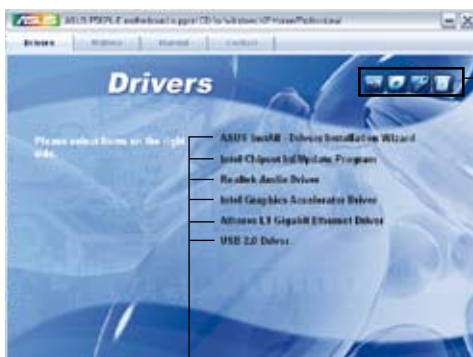 ASUS P5KPL-E motherboard support CD for Windows XP Home/Professional
Drivers Utilities Manual Contact
Drivers
Please select items on the right side.
ASUS InstAll - Drivers Installation Wizard
Intel Chipset Inf Update Program
Realtek Audio Driver
Intel Graphics Accelerator Driver
Attansic L1 Gigabit Ethernet Driver
USB 2.0 Driver